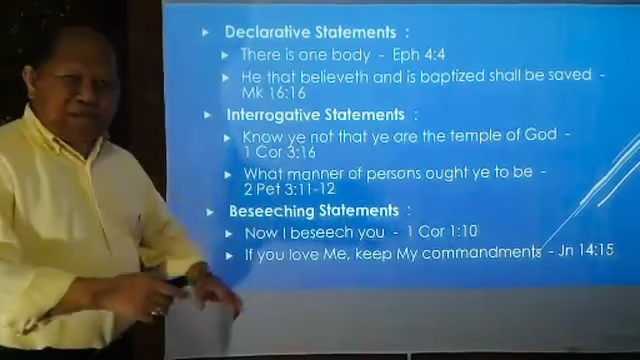 Declarative Statements :
There is one body - Eph 4:4
He that believeth and is baptized shall be saved -
Mk 16:16
Interrogative Statements :
Know ye not that ye are the temple of God -
1 Cor 3:16
What manner of persons ought ye to be -
2 Pet 3:11-12
Beseeching Statements :
Now I beseech you - 1 Cor 1:10
If you love Me, keep My commandments - Jn 14:15